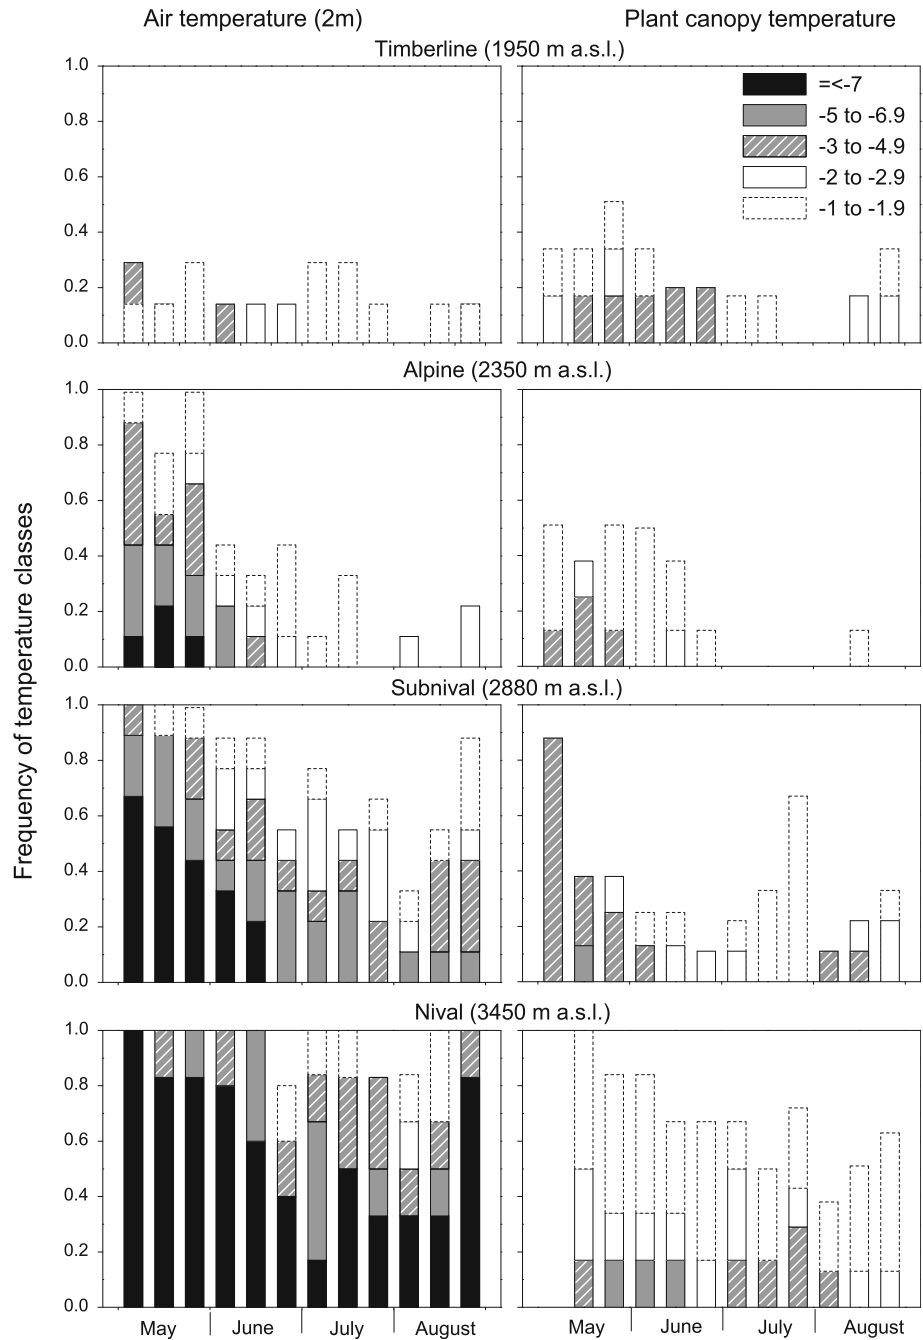 Air temperature (2m) Plant canopy temperature
Timberline (1950 m a.s.l.)
1.0
0.8
0.6
0.4
0.2
0.0
=<-7
-5 to -6.9
-3 to -4.9
-2 to -2.9
-1 to -1.9
Alpine (2350 m a.s.l.)
1.0
0.8
0.6
0.4
0.2
0.0
Frequency of temperature classes
Subnival (2880 m a.s.l.)
1.0
0.8
0.6
0.4
0.2
0.0
Nival (3450 m a.s.l.)
1.0
0.8
0.6
0.4
0.2
0.0
May | June | July | August May | June | July | August